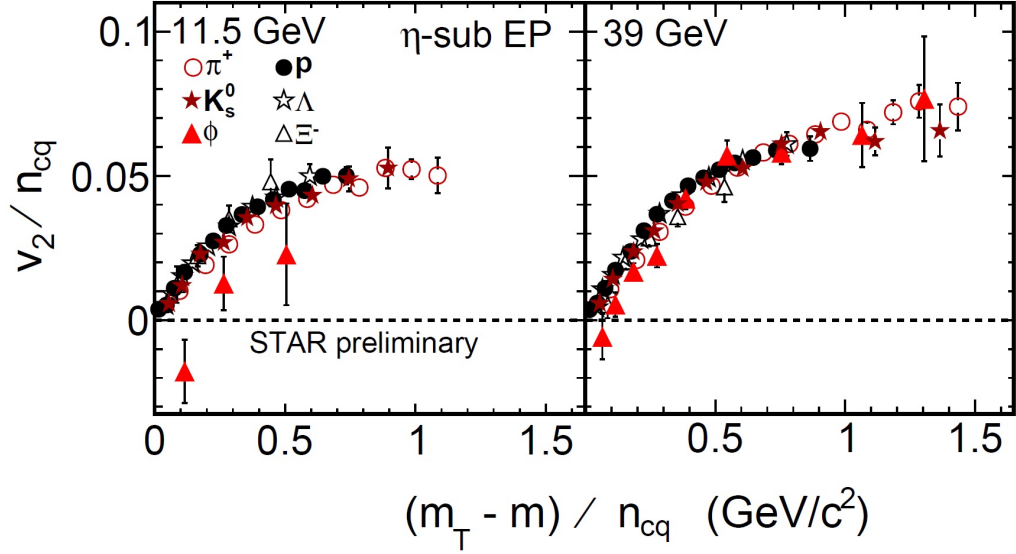 11.5 GeV
η-sub EP
39 GeV
π⁺
p
K⁰ₛ
Λ
φ
Ξ⁻
STAR preliminary
v₂ / n_cq
0.1
0.05
0
0
0.5
1
1.5
0.5
1
1.5
(m_T - m) / n_cq (GeV/c²)